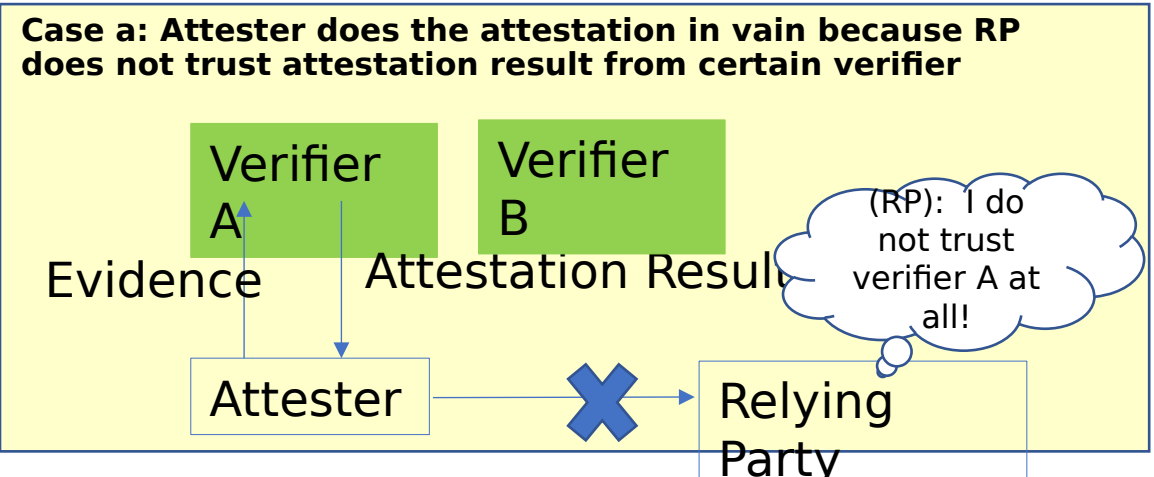 Case a: Attester does the attestation in vain because RP
does not trust attestation result from certain verifier
Verifier
A
Verifier
B
(RP):  I do
not trust
verifier A at
all!
Evidence
Attestation Result
Attester
Relying
Party